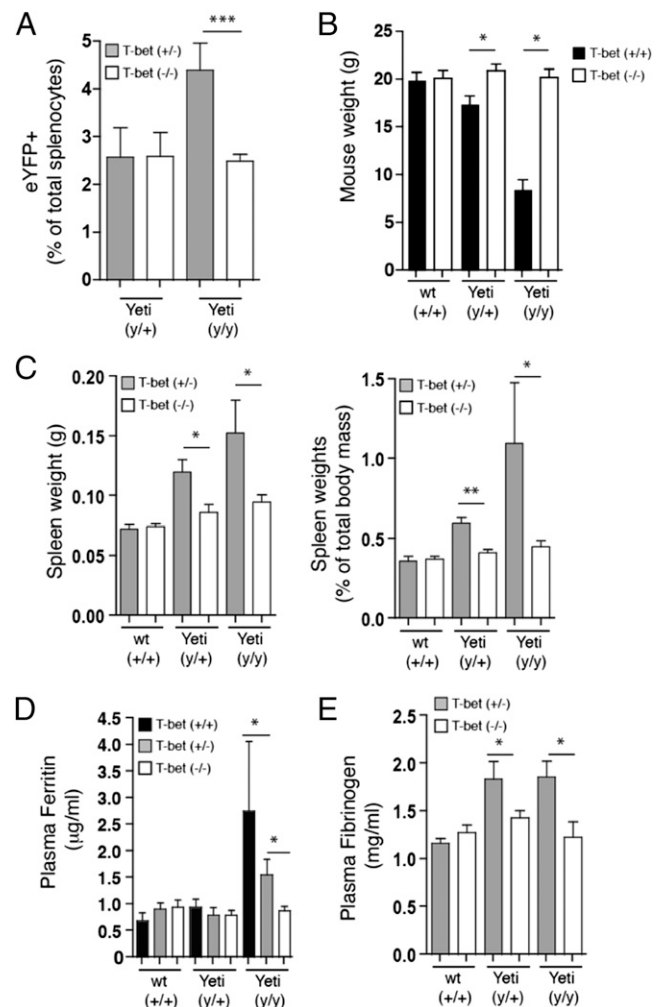 A
T-bet (+/-)
T-bet (-/-)
***
eYFP+
(% of total splenocytes)
5
4
3
2
1
0
Yeti
(y/+)
Yeti
(y/y)
B
T-bet (+/+)
T-bet (-/-)
*
*
Mouse weight (g)
25
20
15
10
5
0
wt
(+/+)
Yeti
(y/+)
Yeti
(y/y)
C
T-bet (+/-)
T-bet (-/-)
*
*
Spleen weight (g)
0.20
0.15
0.10
0.05
0.00
wt
(+/+)
Yeti
(y/+)
Yeti
(y/y)
T-bet (+/-)
T-bet (-/-)
**
*
Spleen weights
(% of total body mass)
1.5
1.0
0.5
0.0
wt
(+/+)
Yeti
(y/+)
Yeti
(y/y)
D
T-bet (+/+)
T-bet (+/-)
T-bet (-/-)
*
*
Plasma Ferritin
(µg/ml)
4.5
4.0
3.5
3.0
2.5
2.0
1.5
1.0
0.5
0
wt
(+/+)
Yeti
(y/+)
Yeti
(y/y)
E
T-bet (+/-)
T-bet (-/-)
*
*
Plasma Fibrinogen
(mg/ml)
2.5
2.0
1.5
1.0
0.5
0.0
wt
(+/+)
Yeti
(y/+)
Yeti
(y/y)